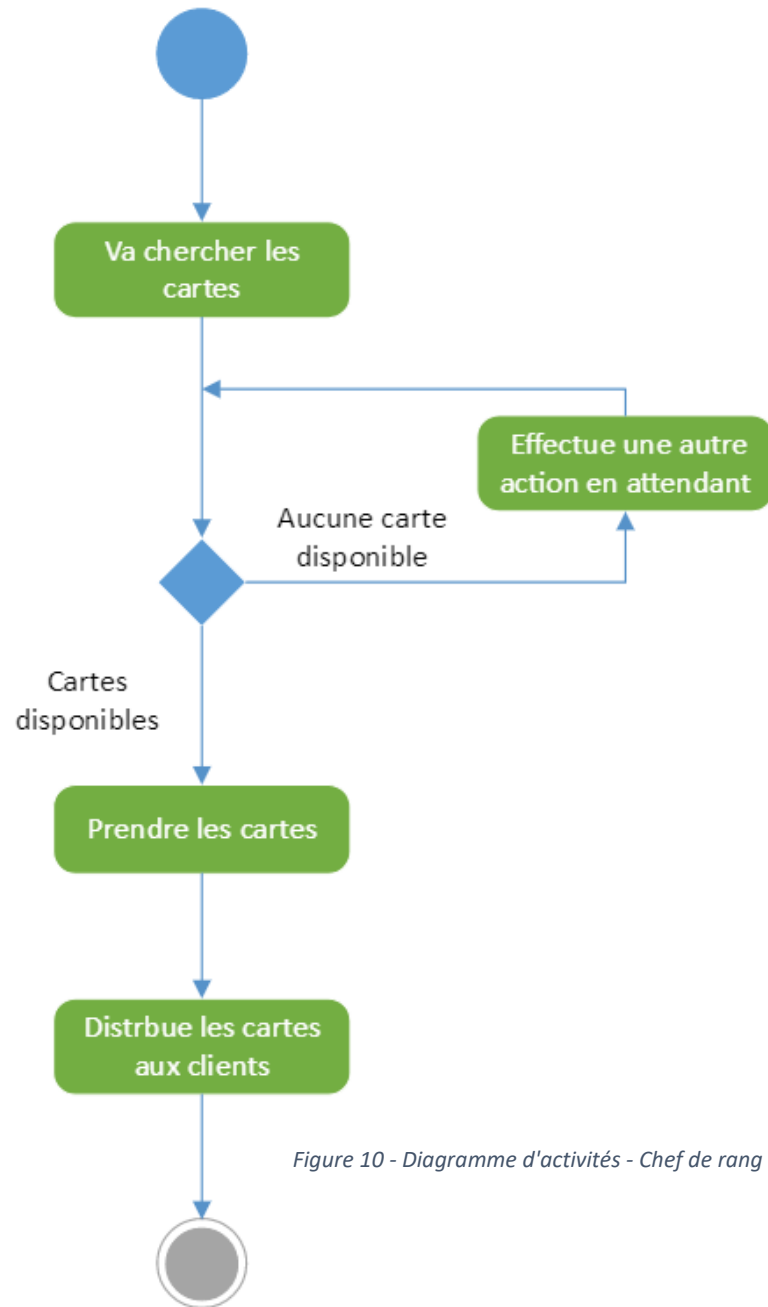 Va chercher les
cartes
Effectue une autre
action en attendant
Aucune carte
disponible
Cartes
disponibles
Prendre les cartes
Distrbue les cartes
aux clients
Figure 10 - Diagramme d'activités - Chef de rang